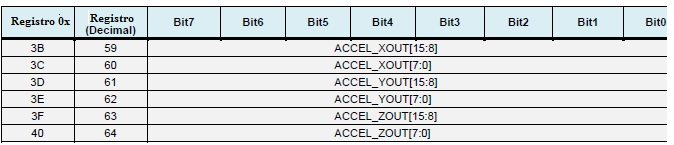 Registro 0x Registro (Decimal) Bit7 Bit6 Bit5 Bit4 Bit3 Bit2 Bit1 Bit0
3B 59 ACCEL_XOUT[15:8]
3C 60 ACCEL_XOUT[7:0]
3D 61 ACCEL_YOUT[15:8]
3E 62 ACCEL_YOUT[7:0]
3F 63 ACCEL_ZOUT[15:8]
40 64 ACCEL_ZOUT[7:0]